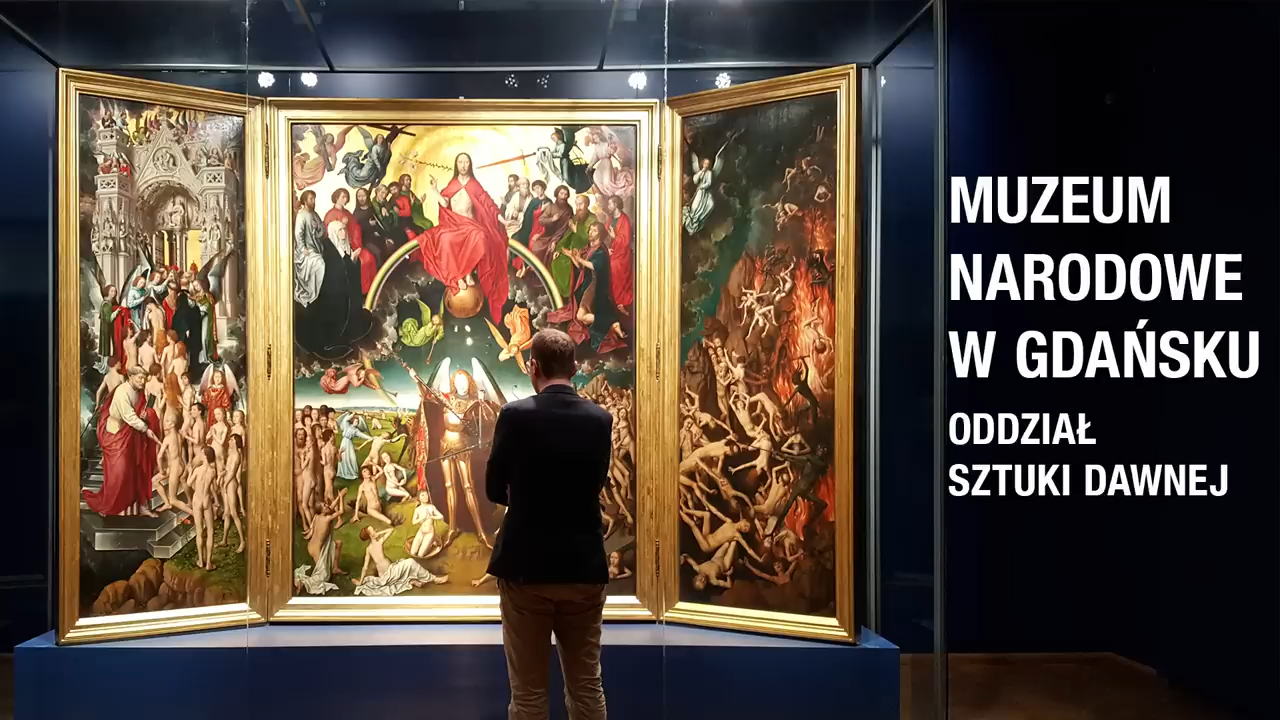 MUZEUM
NARODOWE
W GDAŃSKU
ODDZIAŁ
SZTUKI DAWNEJ